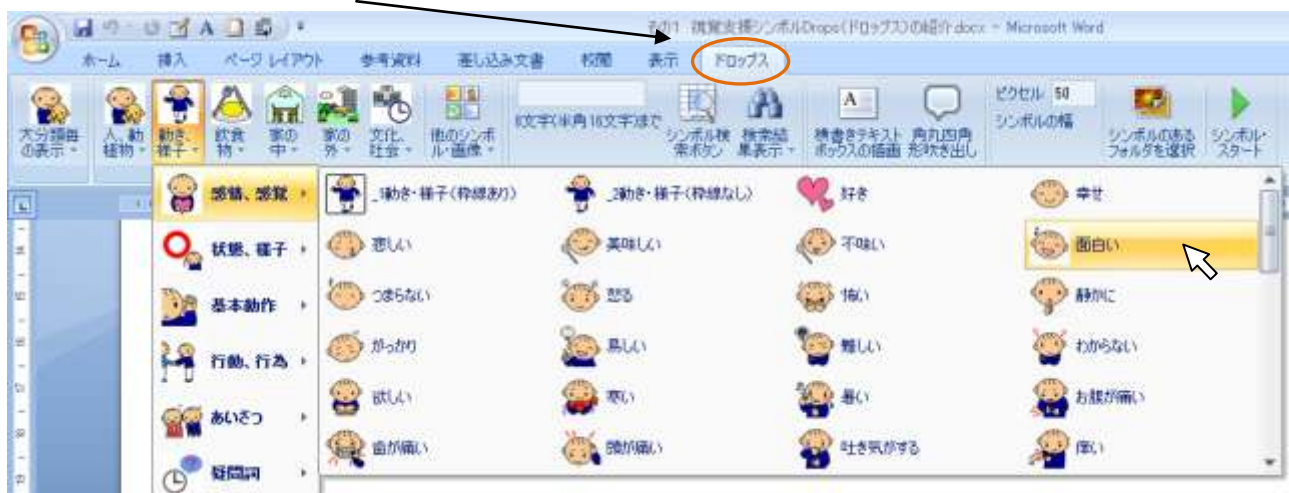 その1 視覚支援シンボルDrops(ドロップス)の紹介.docx - Microsoft Word
ホーム 挿入 ページ レイアウト 参考資料 差し込み文書 校閲 表示 ドロップス
ピクセル 50
シンボルの幅
8文字(半角16文字)まで
大分類毎の表示
人、動植物
動き、様子
飲食物
家の中
家の外
文化、社会
他のシンボル・画像
シンボル検索ボタン
検索結果表示
横書きテキストボックスの描画
角丸四角形吹き出し
シンボルのあるフォルダを選択
シンボル・スタート
感情、感覚 _1動き・様子(枠線あり) _2動き・様子(枠線なし) 好き 幸せ
状態、様子 悲しい 美味しい 不味い 面白い
基本動作 つまらない 怒る 怖い 静かに
行動、行為 がっかり 易しい 難しい わからない
あいさつ 欲しい 寒い 暑い お腹が痛い
歯が痛い 頭が痛い 吐き気がする 痒い
疑問詞